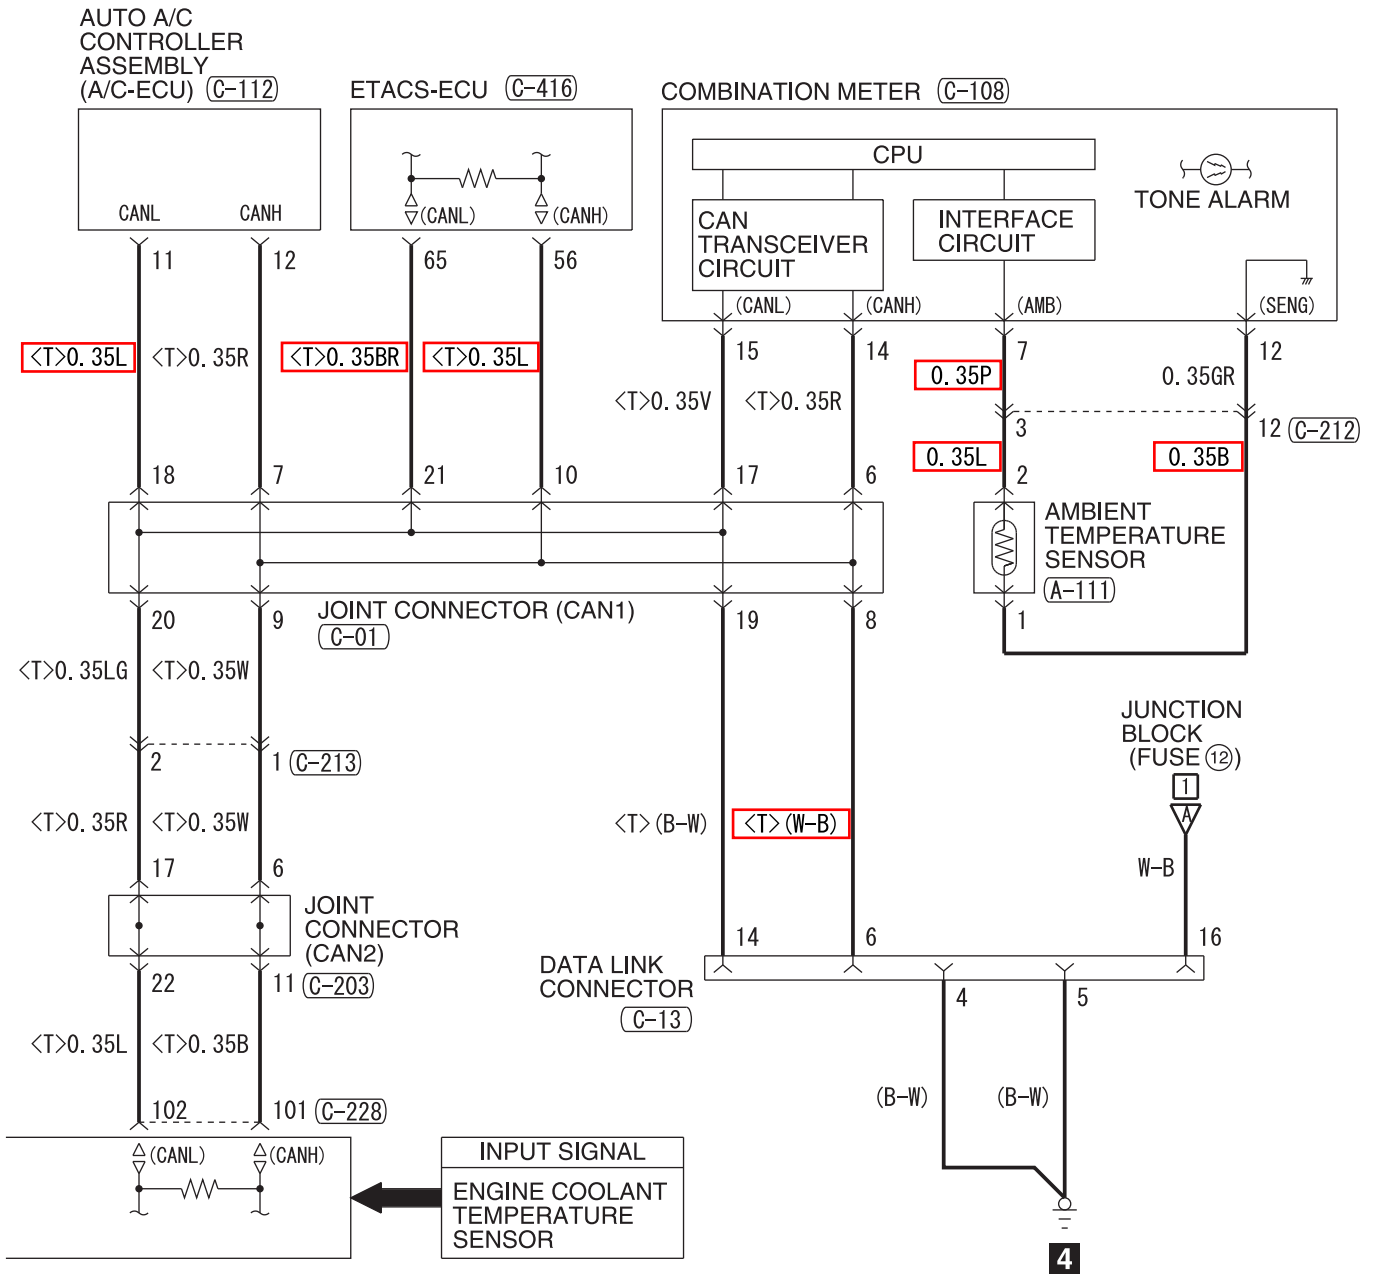 AUTO A/C
CONTROLLER
ASSEMBLY
(A/C-ECU) C-112
ETACS-ECU C-416
COMBINATION METER C-108
CPU
TONE ALARM
CANL CANH
(CANL) (CANH)
CAN
TRANSCEIVER
CIRCUIT
INTERFACE
CIRCUIT
(CANL) (CANH) (AMB) (SENG)
11 12 65 56
15 14 7 12
<T>0.35L <T>0.35R <T>0.35BR <T>0.35L
0.35P 0.35GR
<T>0.35V <T>0.35R
3 12 C-212
0.35L 0.35B
18 7 21 10 17 6 2
AMBIENT
TEMPERATURE
SENSOR
A-111
JOINT CONNECTOR (CAN1)
C-01
20 9 19 8 1
<T>0.35LG <T>0.35W
JUNCTION
BLOCK
(FUSE 12)
1
A
2 1 C-213
<T>0.35R <T>0.35W <T>(B-W) <T>(W-B)
W-B
17 6
JOINT
CONNECTOR
(CAN2)
14 6 16
22 11 C-203
DATA LINK
CONNECTOR
C-13
4 5
<T>0.35L <T>0.35B
(B-W) (B-W)
102 101 C-228
(CANL) (CANH)
INPUT SIGNAL
ENGINE COOLANT
TEMPERATURE
SENSOR
4